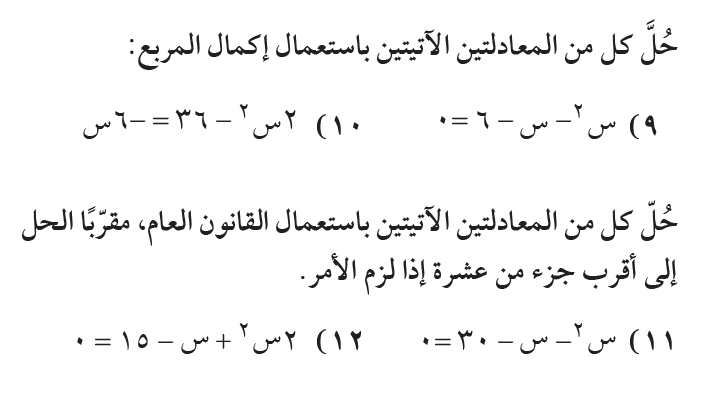 حُلَّ كل من المعادلتين الآتيتين باستعمال إكمال المربع:
٩) س٢ – س – ٦ = ٠ ١٠) ٢س٢ – ٣٦ = –٦س
حُلّ كل من المعادلتين الآتيتين باستعمال القانون العام، مقرّبًا الحل
إلى أقرب جزء من عشرة إذا لزم الأمر.
١١) س٢ – س – ٣٠ = ٠ ١٢) ٢س٢ + س – ١٥ = ٠